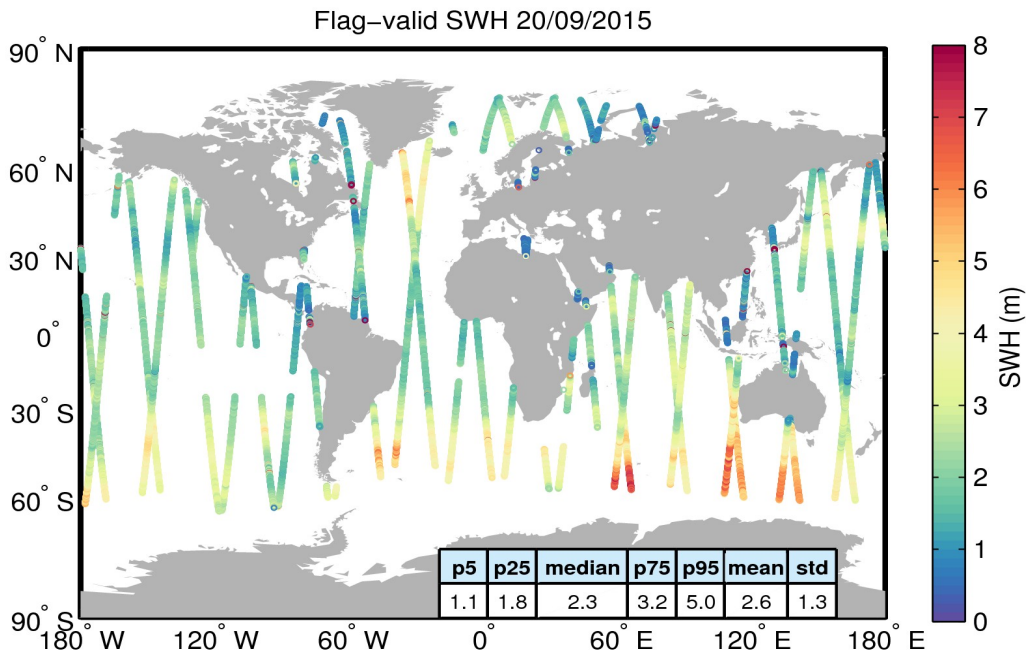 Flag−valid SWH 20/09/2015
90° N
60° N
30° N
0°
30° S
60° S
90° S
180° W
120° W
60° W
0°
60° E
120° E
180° E
8
7
6
5
4
3
2
1
0
SWH (m)
p5 p25 median p75 p95 mean std
1.1 1.8 2.3 3.2 5.0 2.6 1.3